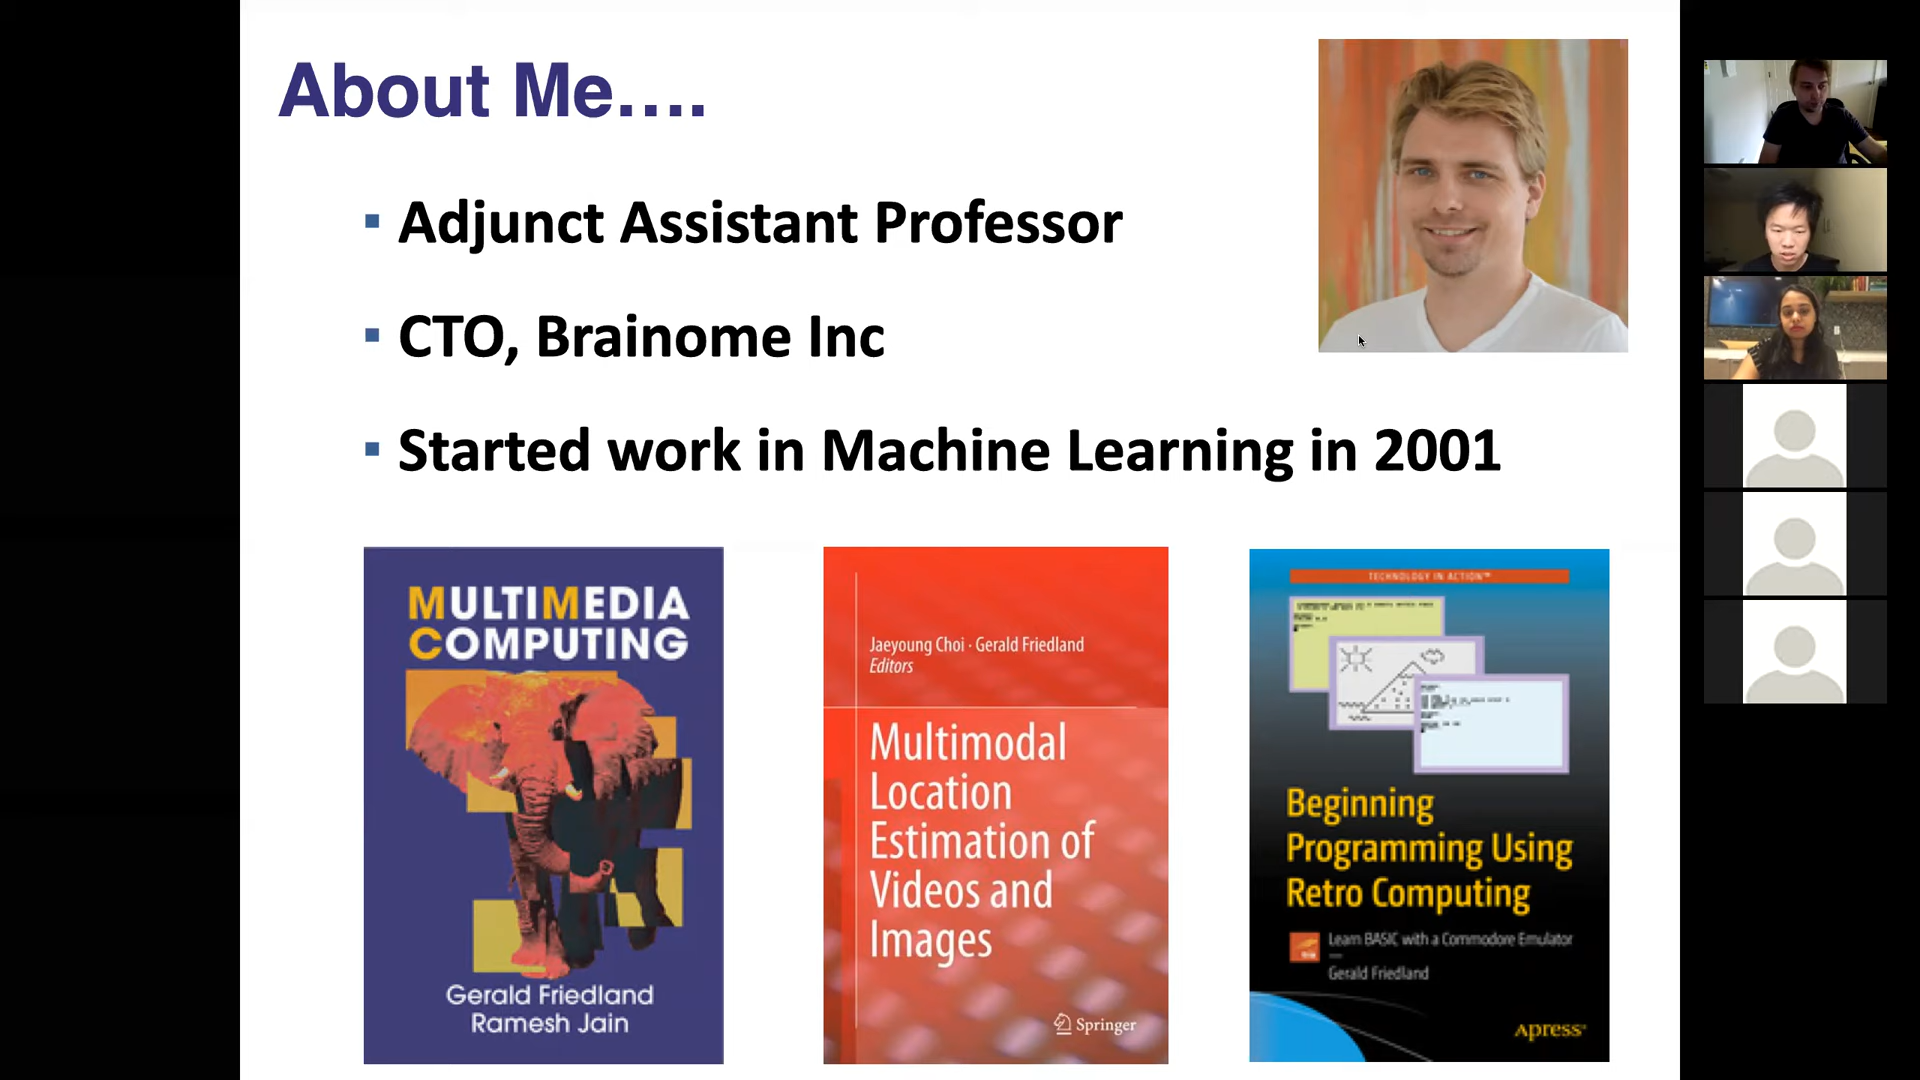 About Me....
▪ Adjunct Assistant Professor
▪ CTO, Brainome Inc
▪ Started work in Machine Learning in 2001
MULTIMEDIA
COMPUTING
Gerald Friedland
Ramesh Jain
Jaeyoung Choi · Gerald Friedland
Editors
Multimodal
Location
Estimation of
Videos and
Images
Springer
TECHNOLOGY IN ACTION™
Beginning
Programming Using
Retro Computing
Learn BASIC with a Commodore Emulator
—
Gerald Friedland
Apress®